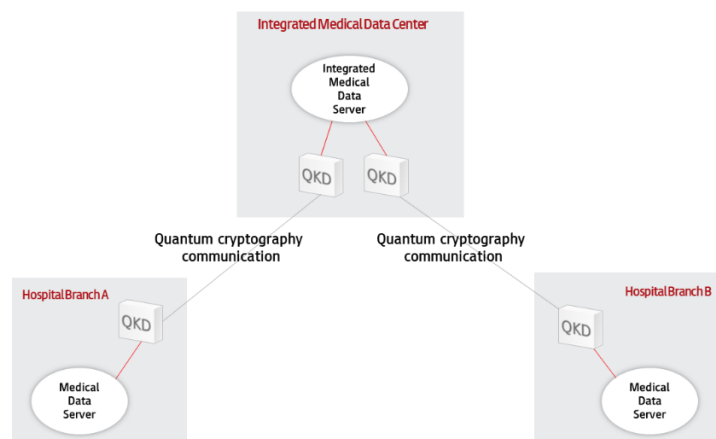 Integrated Medical Data Center
Integrated
Medical
Data
Server
QKD
QKD
Quantum cryptography
communication
Quantum cryptography
communication
Hospital Branch A
QKD
Medical
Data
Server
Hospital Branch B
QKD
Medical
Data
Server